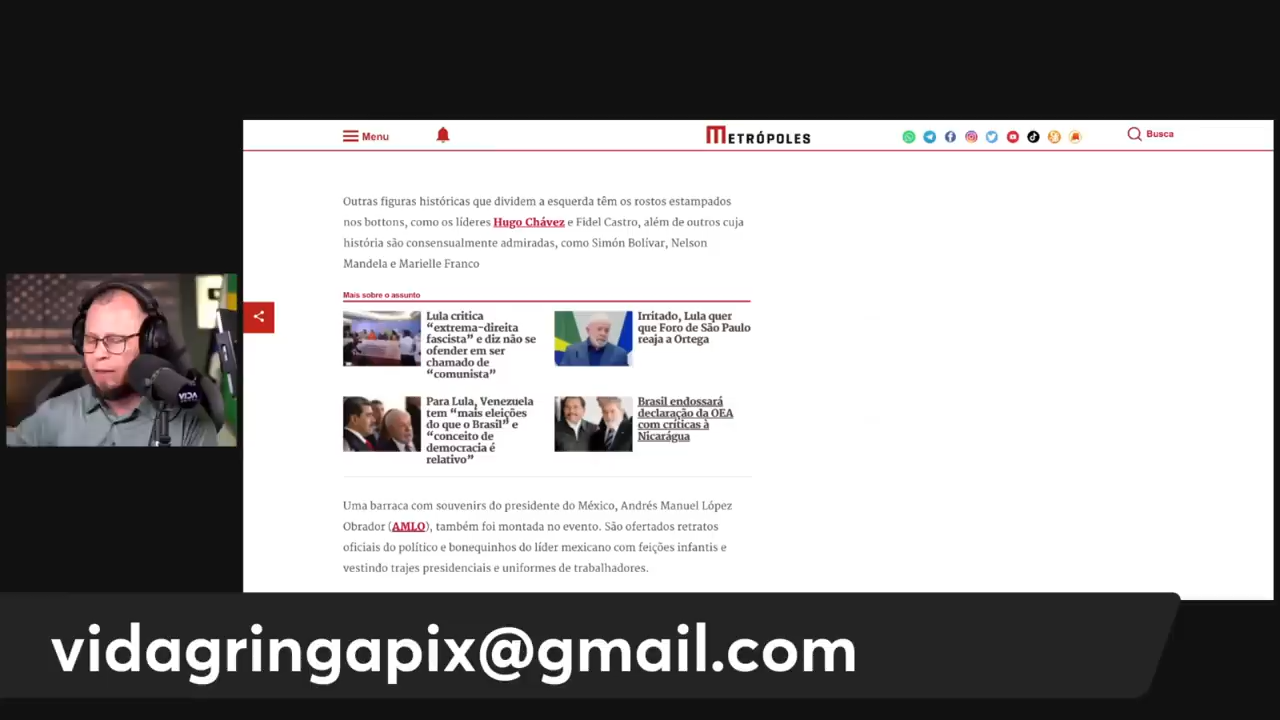 Menu
METRÓPOLES
Busca
Outras figuras históricas que dividem a esquerda têm os rostos estampados
nos bottons, como os líderes Hugo Chávez e Fidel Castro, além de outros cuja
história são consensualmente admiradas, como Simón Bolívar, Nelson
Mandela e Marielle Franco
Mais sobre o assunto
Lula critica
“extrema-direita
fascista” e diz não se
ofender em ser
chamado de
“comunista”
Irritado, Lula quer
que Foro de São Paulo
reaja a Ortega
Para Lula, Venezuela
tem “mais eleições
do que o Brasil” e
“conceito de
democracia é
relativo”
Brasil endossará
declaração da OEA
com críticas à
Nicarágua
Uma barraca com souvenirs do presidente do México, Andrés Manuel López
Obrador (AMLO), também foi montada no evento. São ofertados retratos
oficiais do político e bonequinhos do líder mexicano com feições infantis e
vestindo trajes presidenciais e uniformes de trabalhadores.
VIDA
vidagringapix@gmail.com